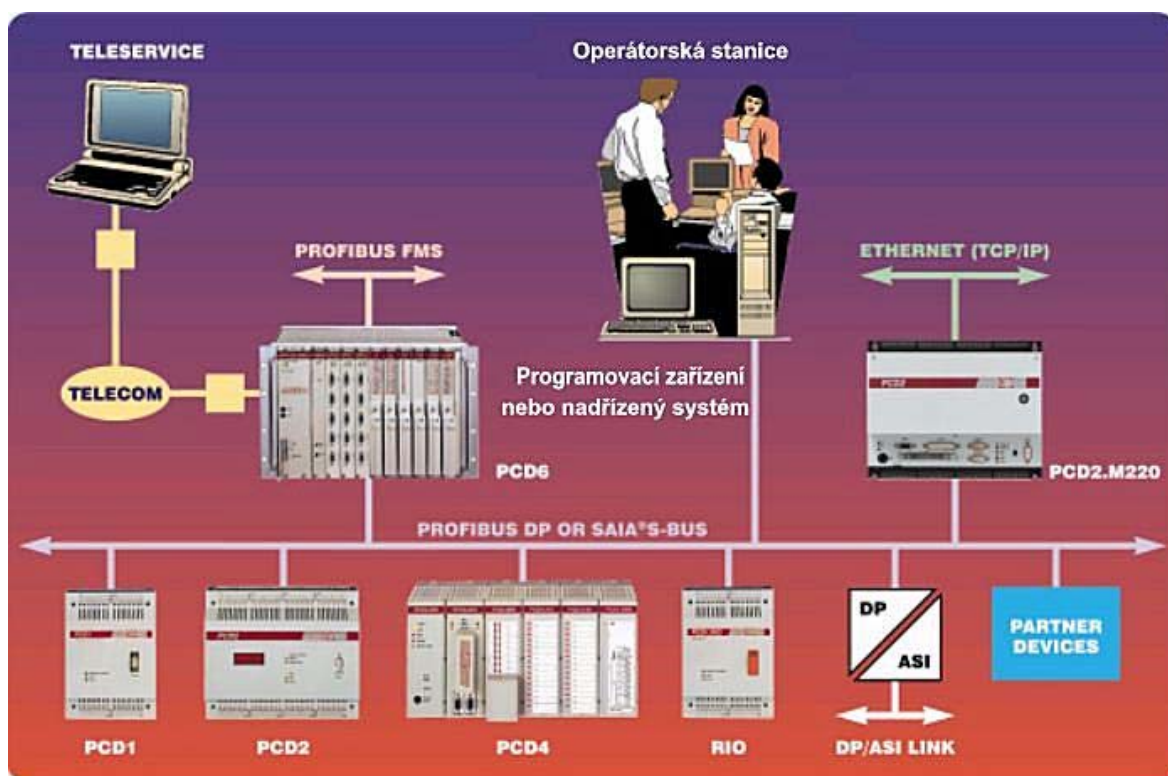 TELESERVICE
Operátorská stanice
PROFIBUS FMS
ETHERNET (TCP/IP)
TELECOM
Programovací zařízení
nebo nadřízený systém
PCD2
PCD6
PCD2.M220
PROFIBUS DP OR SAIA®S-BUS
DP
ASI
PARTNER
DEVICES
PCD1
PCD2
PCD4
RIO
DP/ASI LINK